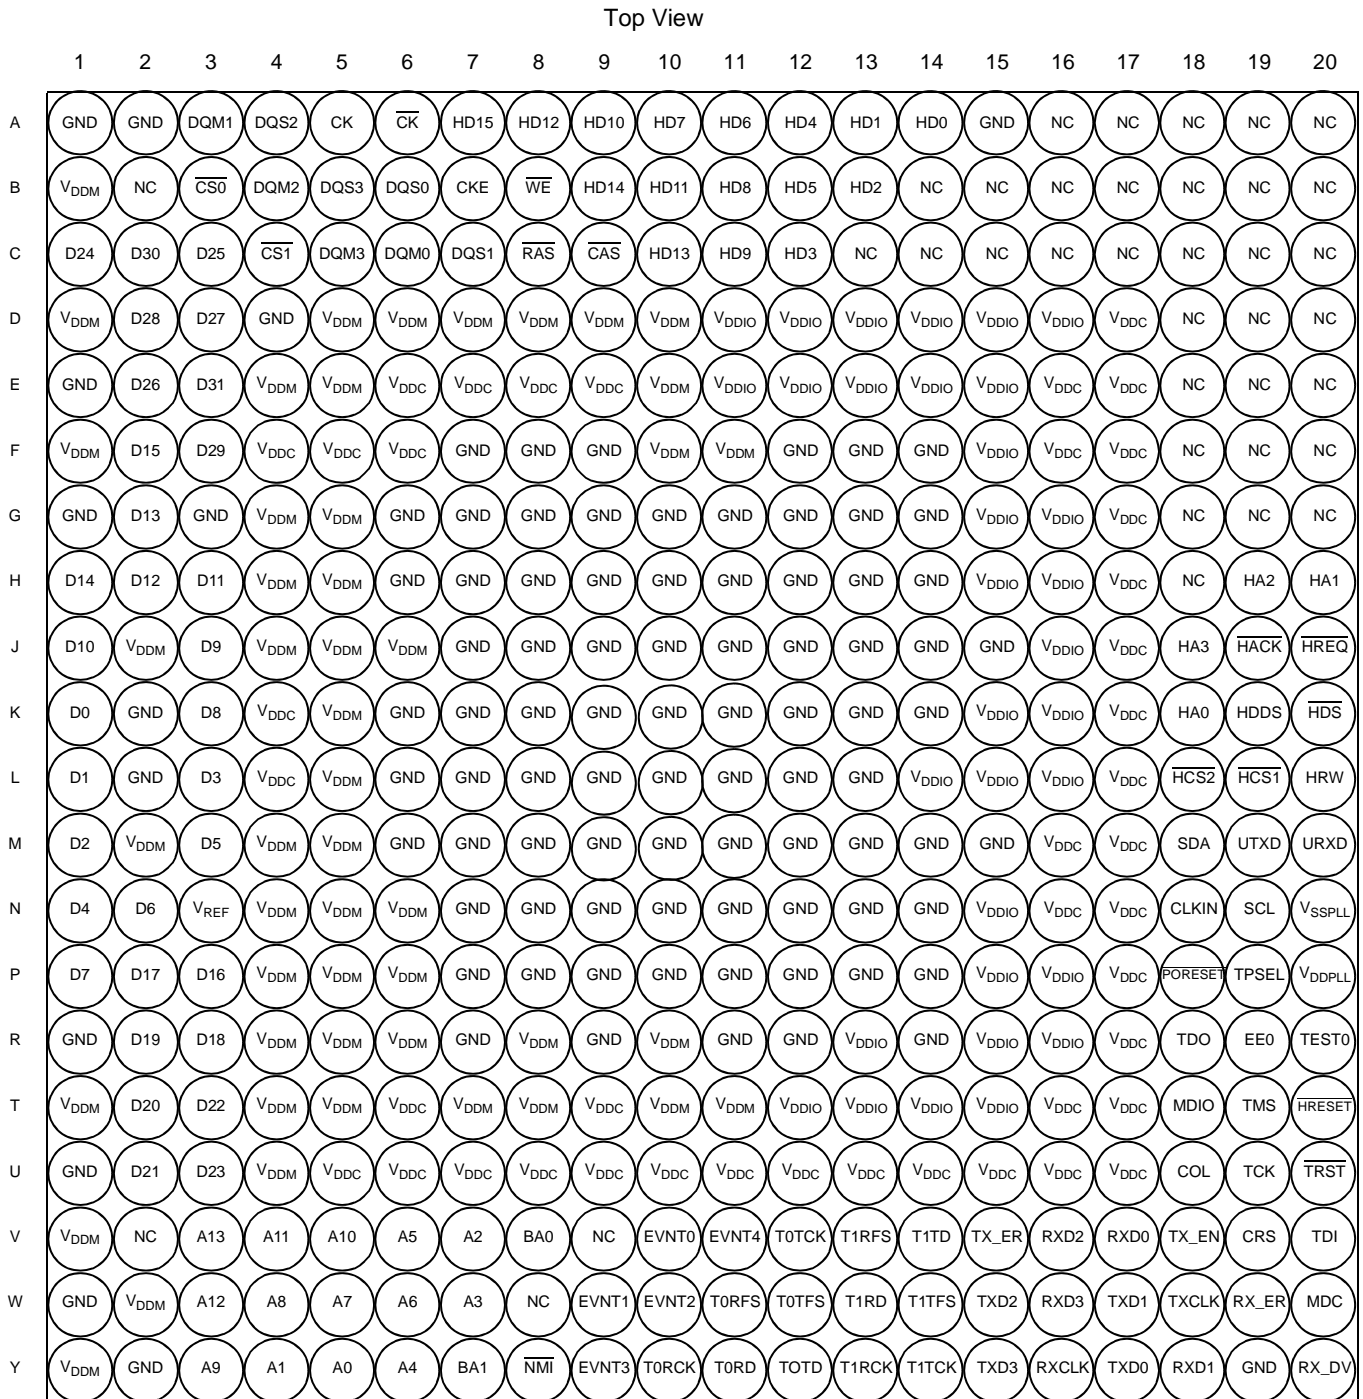 Top View
1 2 3 4 5 6 7 8 9 10 11 12 13 14 15 16 17 18 19 20
A GND GND DQM1 DQS2 CK CK HD15 HD12 HD10 HD7 HD6 HD4 HD1 HD0 GND NC NC NC NC NC
B VDDM NC CS0 DQM2 DQS3 DQS0 CKE WE HD14 HD11 HD8 HD5 HD2 NC NC NC NC NC NC NC
C D24 D30 D25 CS1 DQM3 DQM0 DQS1 RAS CAS HD13 HD9 HD3 NC NC NC NC NC NC NC NC
D VDDM D28 D27 GND VDDM VDDM VDDM VDDM VDDM VDDM VDDIO VDDIO VDDIO VDDIO VDDIO VDDIO VDDC NC NC NC
E GND D26 D31 VDDM VDDM VDDC VDDC VDDC VDDC VDDM VDDIO VDDIO VDDIO VDDIO VDDIO VDDC VDDC NC NC NC
F VDDM D15 D29 VDDC VDDC VDDC GND GND GND VDDM VDDM GND GND GND VDDIO VDDC VDDC NC NC NC
G GND D13 GND VDDM VDDM GND GND GND GND GND GND GND GND GND VDDIO VDDIO VDDC NC NC NC
H D14 D12 D11 VDDM VDDM GND GND GND GND GND GND GND GND GND VDDIO VDDIO VDDC NC HA2 HA1
J D10 VDDM D9 VDDM VDDM VDDM GND GND GND GND GND GND GND GND GND VDDIO VDDC HA3 HACK HREQ
K D0 GND D8 VDDC VDDM GND GND GND GND GND GND GND GND GND VDDIO VDDIO VDDC HA0 HDDS HDS
L D1 GND D3 VDDC VDDM GND GND GND GND GND GND GND GND VDDIO VDDIO VDDIO VDDC HCS2 HCS1 HRW
M D2 VDDM D5 VDDM VDDM GND GND GND GND GND GND GND GND GND GND VDDC VDDC SDA UTXD URXD
N D4 D6 VREF VDDM VDDM VDDM GND GND GND GND GND GND GND GND VDDIO VDDC VDDC CLKIN SCL VSSPLL
P D7 D17 D16 VDDM VDDM VDDM GND GND GND GND GND GND GND GND VDDIO VDDIO VDDC PORESET TPSEL VDDPLL
R GND D19 D18 VDDM VDDM VDDM GND VDDM GND VDDM GND GND VDDIO GND VDDIO VDDIO VDDC TDO EE0 TEST0
T VDDM D20 D22 VDDM VDDM VDDC VDDM VDDM VDDC VDDM VDDM VDDIO VDDIO VDDIO VDDIO VDDC VDDC MDIO TMS HRESET
U GND D21 D23 VDDM VDDC VDDC VDDC VDDC VDDC VDDC VDDC VDDC VDDC VDDC VDDC VDDC VDDC COL TCK TRST
V VDDM NC A13 A11 A10 A5 A2 BA0 NC EVNT0 EVNT4 T0TCK T1RFS T1TD TX_ER RXD2 RXD0 TX_EN CRS TDI
W GND VDDM A12 A8 A7 A6 A3 NC EVNT1 EVNT2 T0RFS T0TFS T1RD T1TFS TXD2 RXD3 TXD1 TXCLK RX_ER MDC
Y VDDM GND A9 A1 A0 A4 BA1 NMI EVNT3 T0RCK T0RD TOTD T1RCK T1TCK TXD3 RXCLK TXD0 RXD1 GND RX_DV